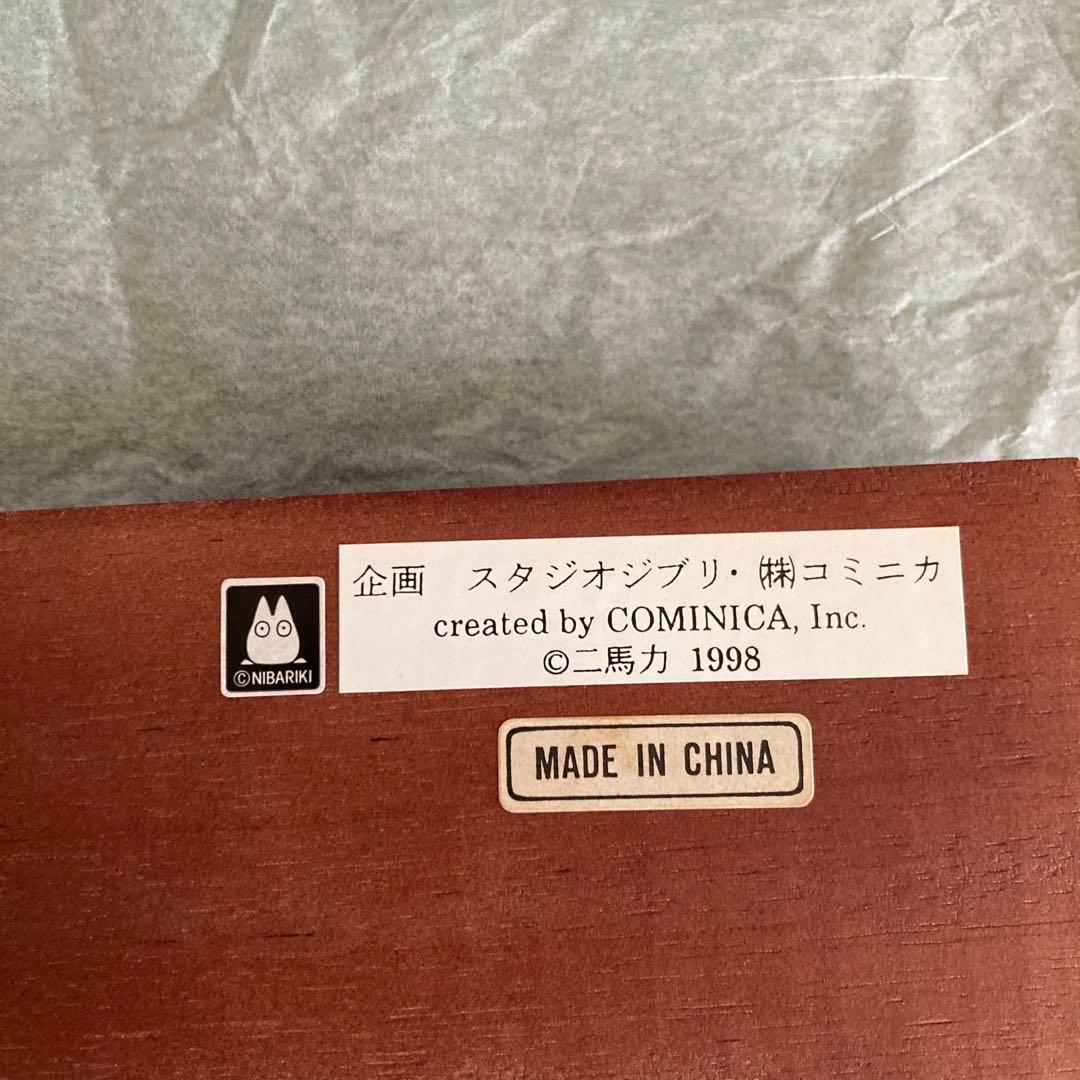 企画　スタジオジブリ・㈱コミニカ
created by COMINICA, Inc.
©二馬力 1998
©NIBARIKI
MADE IN CHINA